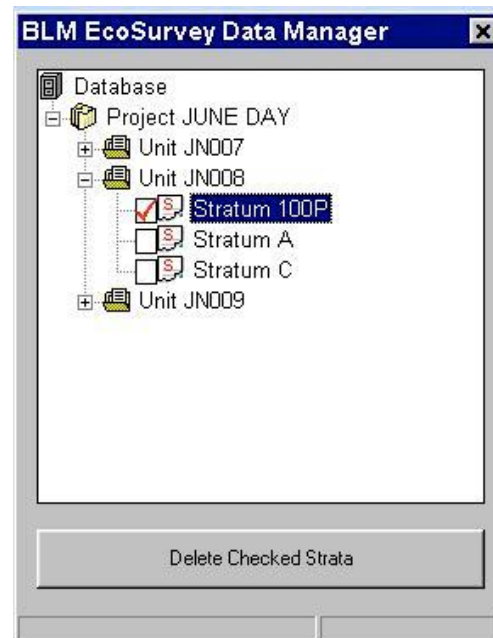 BLM EcoSurvey Data Manager
Database
Project JUNE DAY
Unit JN007
Unit JN008
Stratum 100P
Stratum A
Stratum C
Unit JN009
Delete Checked Strata